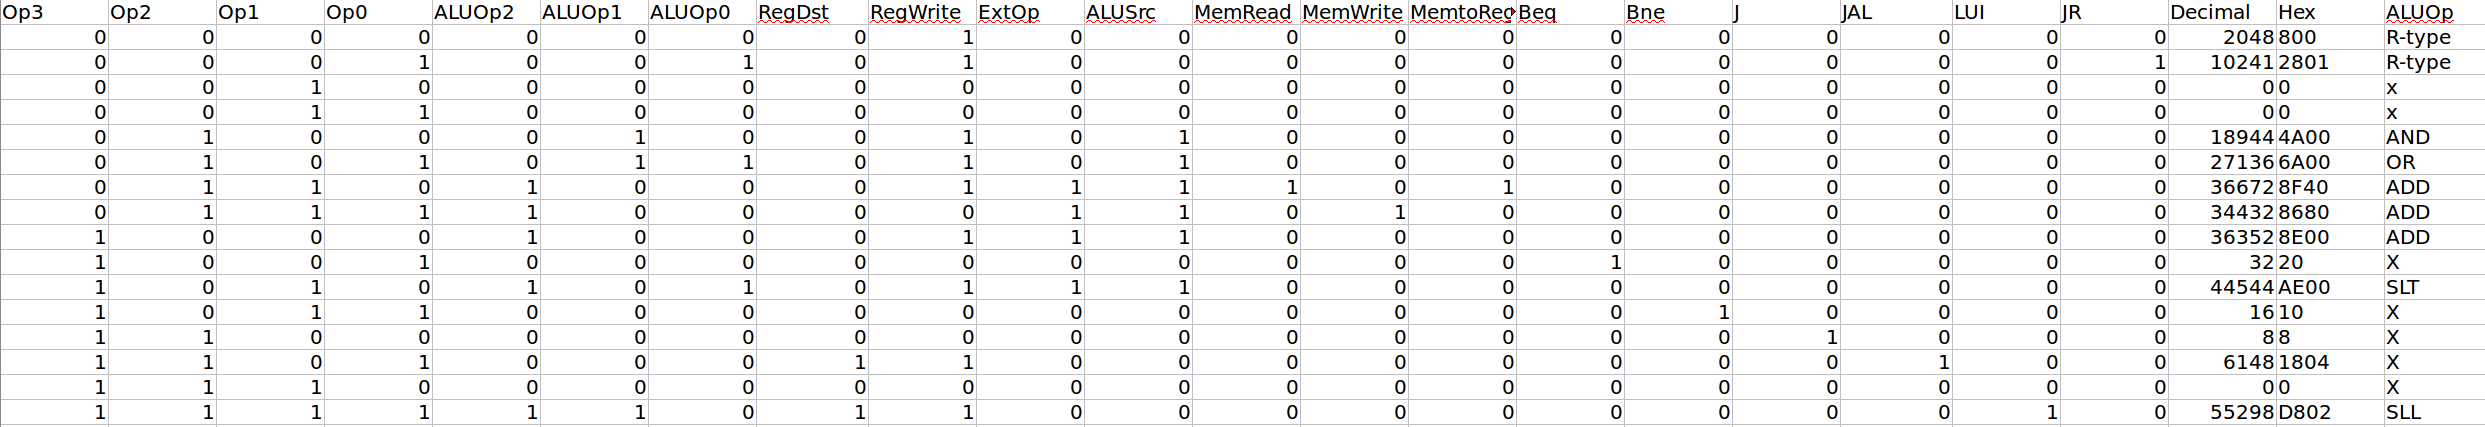 Op3 Op2 Op1 Op0 ALUOp2 ALUOp1 ALUOp0 RegDst RegWrite ExtOp ALUSrc MemRead MemWrite MemtoReg Beq Bne J JAL LUI JR Decimal Hex ALUOp
0 0 0 0 0 0 0 0 1 0 0 0 0 0 0 0 0 0 0 0 2048 800 R-type
0 0 0 1 0 0 1 0 1 0 0 0 0 0 0 0 0 0 0 1 10241 2801 R-type
0 0 1 0 0 0 0 0 0 0 0 0 0 0 0 0 0 0 0 0 0 0 x
0 0 1 1 0 0 0 0 0 0 0 0 0 0 0 0 0 0 0 0 0 0 x
0 1 0 0 0 1 0 0 1 0 1 0 0 0 0 0 0 0 0 0 18944 4A00 AND
0 1 0 1 0 1 1 0 1 0 1 0 0 0 0 0 0 0 0 0 27136 6A00 OR
0 1 1 0 1 0 0 0 1 1 1 1 0 1 0 0 0 0 0 0 36672 8F40 ADD
0 1 1 1 1 0 0 0 0 1 1 0 1 0 0 0 0 0 0 0 34432 8680 ADD
1 0 0 0 1 0 0 0 1 1 1 0 0 0 0 0 0 0 0 0 36352 8E00 ADD
1 0 0 1 0 0 0 0 0 0 0 0 0 0 1 0 0 0 0 0 32 20 X
1 0 1 0 1 0 1 0 1 1 1 0 0 0 0 0 0 0 0 0 44544 AE00 SLT
1 0 1 1 0 0 0 0 0 0 0 0 0 0 0 1 0 0 0 0 16 10 X
1 1 0 0 0 0 0 0 0 0 0 0 0 0 0 0 1 0 0 0 8 8 X
1 1 0 1 0 0 0 1 1 0 0 0 0 0 0 0 0 1 0 0 6148 1804 X
1 1 1 0 0 0 0 0 0 0 0 0 0 0 0 0 0 0 0 0 0 0 X
1 1 1 1 1 1 0 1 1 0 0 0 0 0 0 0 0 0 1 0 55298 D802 SLL